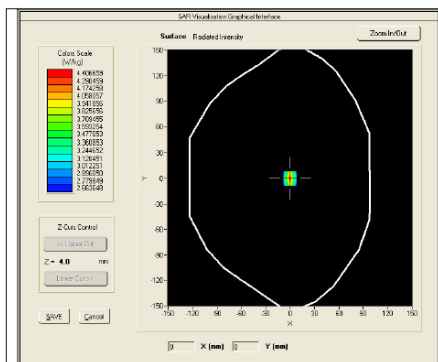 SAR Visualisation Graphical Interface
Surface Radiated Intensity
Zoom In/Out
Colors Scale
(W/kg)
4.406659
4.290459
4.174259
4.058057
3.941856
3.825656
3.709455
3.593254
3.477053
3.360853
3.244652
3.128451
3.012251
2.896050
2.779849
2.663648
Z-Cuts Control
<< Upper Cut
Z = 4.0 mm
Lower Cut >>
SAVE Cancel
150
120
90
60
30
0
-30
-60
-90
-120
-150
Y
-150 -120 -90 -60 -30 0 30 60 90 120 150
X
0 X (mm) 0 Y (mm)